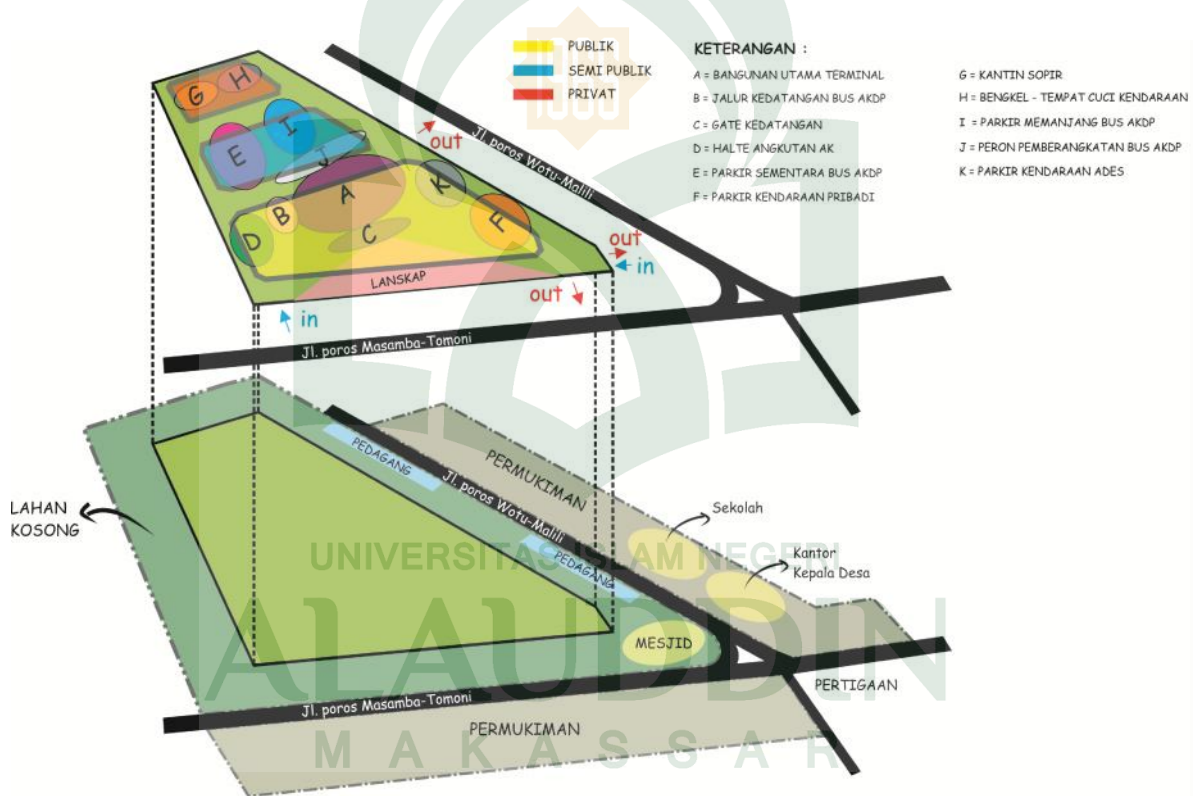 PUBLIK
SEMI PUBLIK
PRIVAT
KETERANGAN :
A = BANGUNAN UTAMA TERMINAL
B = JALUR KEDATANGAN BUS AKDP
C = GATE KEDATANGAN
D = HALTE ANGKUTAN AK
E = PARKIR SEMENTARA BUS AKDP
F = PARKIR KENDARAAN PRIBADI
G = KANTIN SOPIR
H = BENGKEL - TEMPAT CUCI KENDARAAN
I = PARKIR MEMANJANG BUS AKDP
J = PERON PEMBERANGKATAN BUS AKDP
K = PARKIR KENDARAAN ADES
G
H
I
E
J
A
K
B
D
C
F
LANSKAP
out
Jl. poros Wotu-Malili
out
in
out
in
Jl. poros Masamba-Tomoni
LAHAN
KOSONG
PEDAGANG
PERMUKIMAN
Jl. poros Wotu-Malili
PEDAGANG
Sekolah
Kantor
Kepala Desa
MESJID
PERTIGAAN
Jl. poros Masamba-Tomoni
PERMUKIMAN
UNIVERSITAS ISLAM NEGERI
ALAUDDIN
MAKASSAR